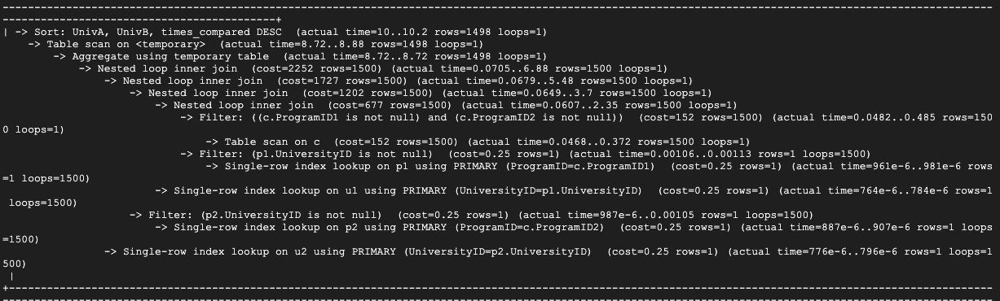 --------------------------------------------------------------------------------------------------------------------------------------------------------------------------
---------------------------------------------+
| -> Sort: UnivA, UnivB, times_compared DESC  (actual time=10..10.2 rows=1498 loops=1)
    -> Table scan on <temporary>  (actual time=8.72..8.88 rows=1498 loops=1)
        -> Aggregate using temporary table  (actual time=8.72..8.72 rows=1498 loops=1)
            -> Nested loop inner join  (cost=2252 rows=1500) (actual time=0.0705..6.88 rows=1500 loops=1)
                -> Nested loop inner join  (cost=1727 rows=1500) (actual time=0.0679..5.48 rows=1500 loops=1)
                    -> Nested loop inner join  (cost=1202 rows=1500) (actual time=0.0649..3.7 rows=1500 loops=1)
                        -> Nested loop inner join  (cost=677 rows=1500) (actual time=0.0607..2.35 rows=1500 loops=1)
                            -> Filter: ((c.ProgramID1 is not null) and (c.ProgramID2 is not null))  (cost=152 rows=1500) (actual time=0.0482..0.485 rows=150
0 loops=1)
                                -> Table scan on c  (cost=152 rows=1500) (actual time=0.0468..0.372 rows=1500 loops=1)
                            -> Filter: (p1.UniversityID is not null)  (cost=0.25 rows=1) (actual time=0.00106..0.00113 rows=1 loops=1500)
                                -> Single-row index lookup on p1 using PRIMARY (ProgramID=c.ProgramID1)  (cost=0.25 rows=1) (actual time=961e-6..981e-6 rows
=1 loops=1500)
                        -> Single-row index lookup on u1 using PRIMARY (UniversityID=p1.UniversityID)  (cost=0.25 rows=1) (actual time=764e-6..784e-6 rows=1
 loops=1500)
                    -> Filter: (p2.UniversityID is not null)  (cost=0.25 rows=1) (actual time=987e-6..0.00105 rows=1 loops=1500)
                        -> Single-row index lookup on p2 using PRIMARY (ProgramID=c.ProgramID2)  (cost=0.25 rows=1) (actual time=887e-6..907e-6 rows=1 loops
=1500)
                -> Single-row index lookup on u2 using PRIMARY (UniversityID=p2.UniversityID)  (cost=0.25 rows=1) (actual time=776e-6..796e-6 rows=1 loops=1
500)
 |
+-------------------------------------------------------------------------------------------------------------------------------------------------------------------------
--------------------------------------------------------------------------------------------------------------------------------------------------------------------------